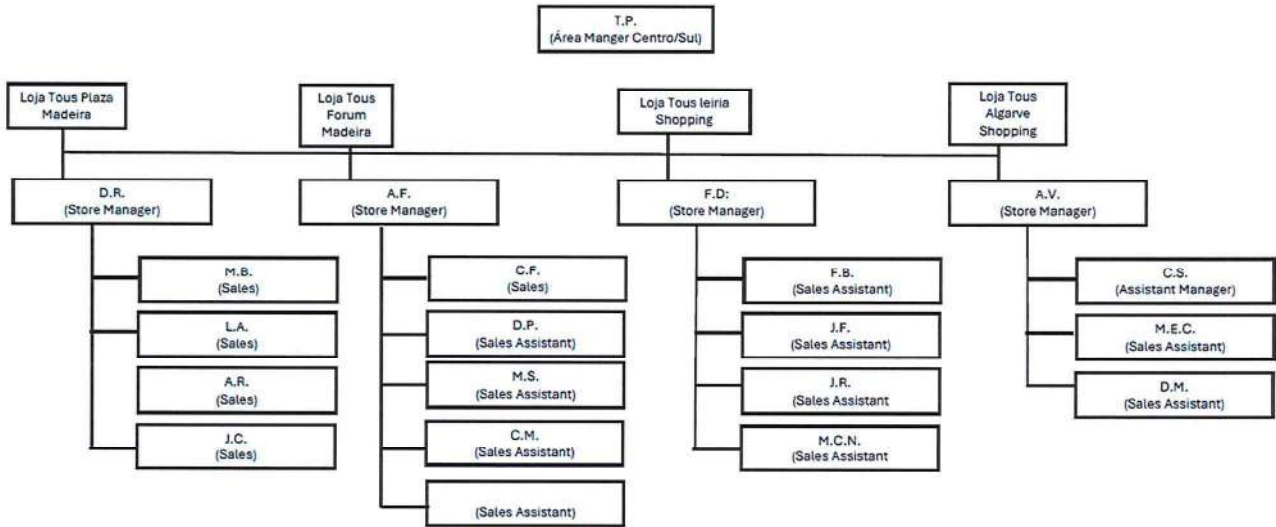 T.P.
(Área Manger Centro/Sul)
Loja Tous Plaza
Madeira
Loja Tous
Forum
Madeira
Loja Tous leiria
Shopping
Loja Tous
Algarve
Shopping
D.R.
(Store Manager)
A.F.
(Store Manager)
F.D:
(Store Manager)
A.V.
(Store Manager)
M.B.
(Sales)
L.A.
(Sales)
A.R.
(Sales)
J.C.
(Sales)
C.F.
(Sales)
D.P.
(Sales Assistant)
M.S.
(Sales Assistant)
C.M.
(Sales Assistant)
(Sales Assistant)
F.B.
(Sales Assistant)
J.F.
(Sales Assistant)
J.R.
(Sales Assistant
M.C.N.
(Sales Assistant
C.S.
(Assistant Manager)
M.E.C.
(Sales Assistant)
D.M.
(Sales Assistant)